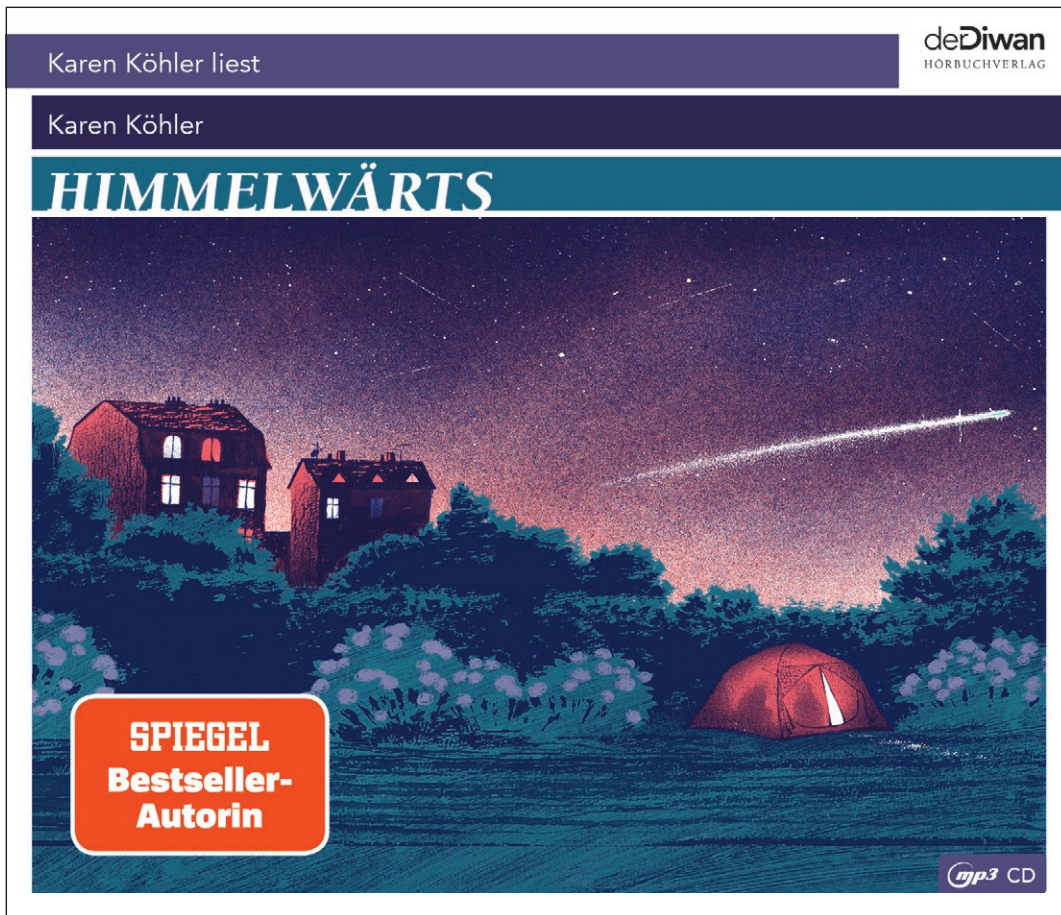 Karen Köhler liest
deDiwan
HÖRBUCHVERLAG
Karen Köhler
HIMMELWÄRTS
SPIEGEL
Bestseller-
Autorin
mp3 CD